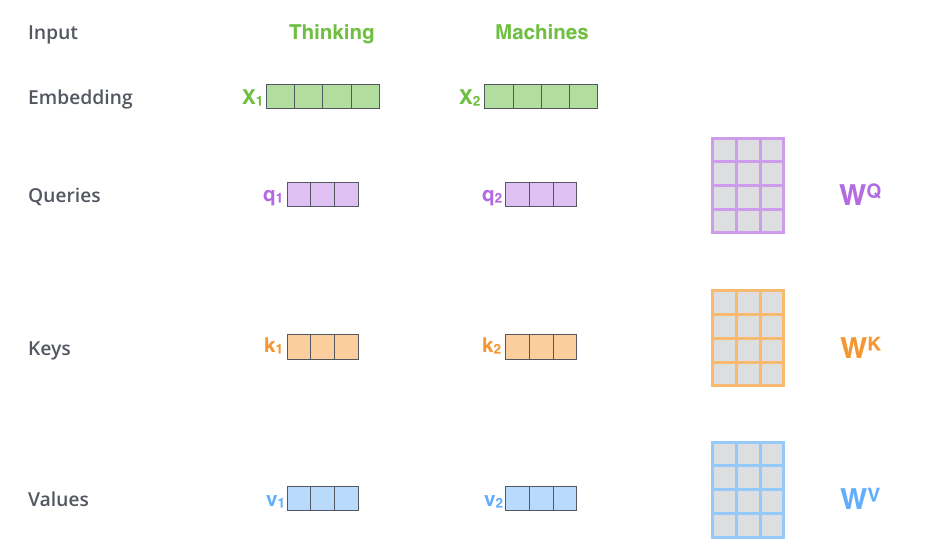 Input Thinking Machines
Embedding X1 X2
Queries q1 q2 WQ
Keys k1 k2 WK
Values v1 v2 WV